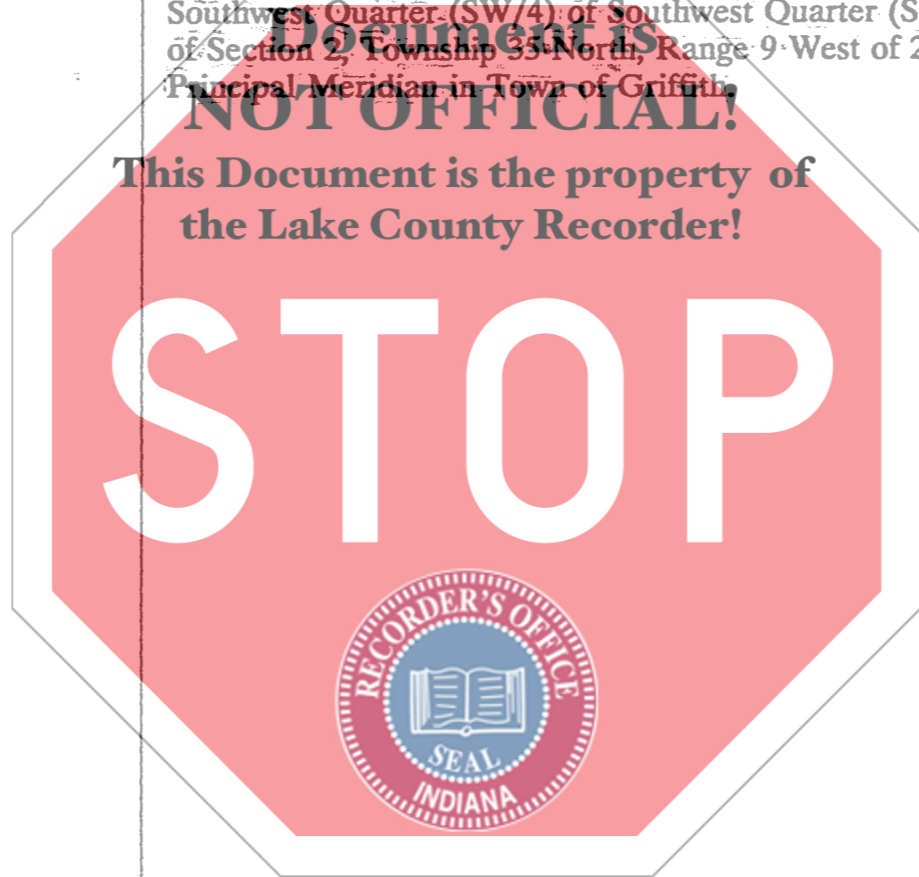 Southwest Quarter (SW/4) of Southwest Quarter (S
Document is
of Section 2, Township 35 North, Range 9 West of 2
Principal Meridian in Town of Griffith.
NOT OFFICIAL!
This Document is the property of
the Lake County Recorder!
STOP
RECORDER'S OFFICE
SEAL
INDIANA